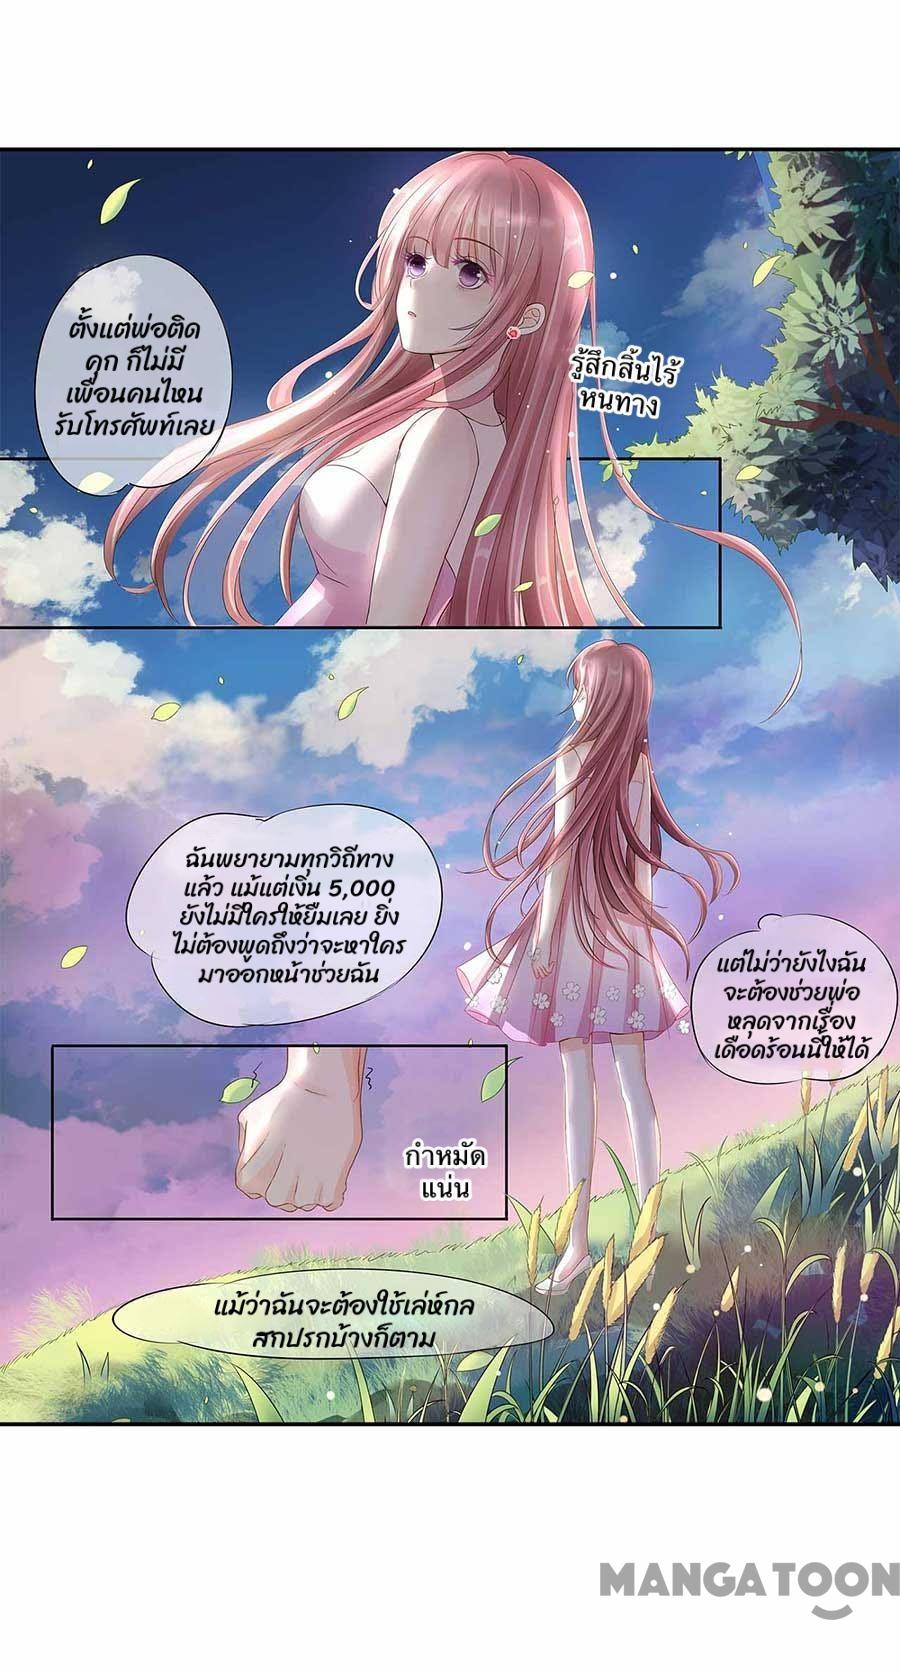 ตั้งแต่พ่อติด
คุก ก็ไม่มี
เพื่อนคนไหน
รับโทรศัพท์เลย
รู้สึกสิ้นไร้
หนทาง
ฉันพยายามทุกวิถีทาง
แล้ว แม้แต่เงิน 5,000
ยังไม่มีใครให้ยืมเลย ยิ่ง
ไม่ต้องพูดถึงว่าจะหาใคร
มาออกหน้าช่วยฉัน
แต่ไม่ว่ายังไงฉัน
จะต้องช่วยพ่อ
หลุดจากเรื่อง
เดือดร้อนนี้ให้ได้
กำหมัด
แน่น
แม้ว่าฉันจะต้องใช้เล่ห์กล
สกปรกบ้างก็ตาม
MANGATOON